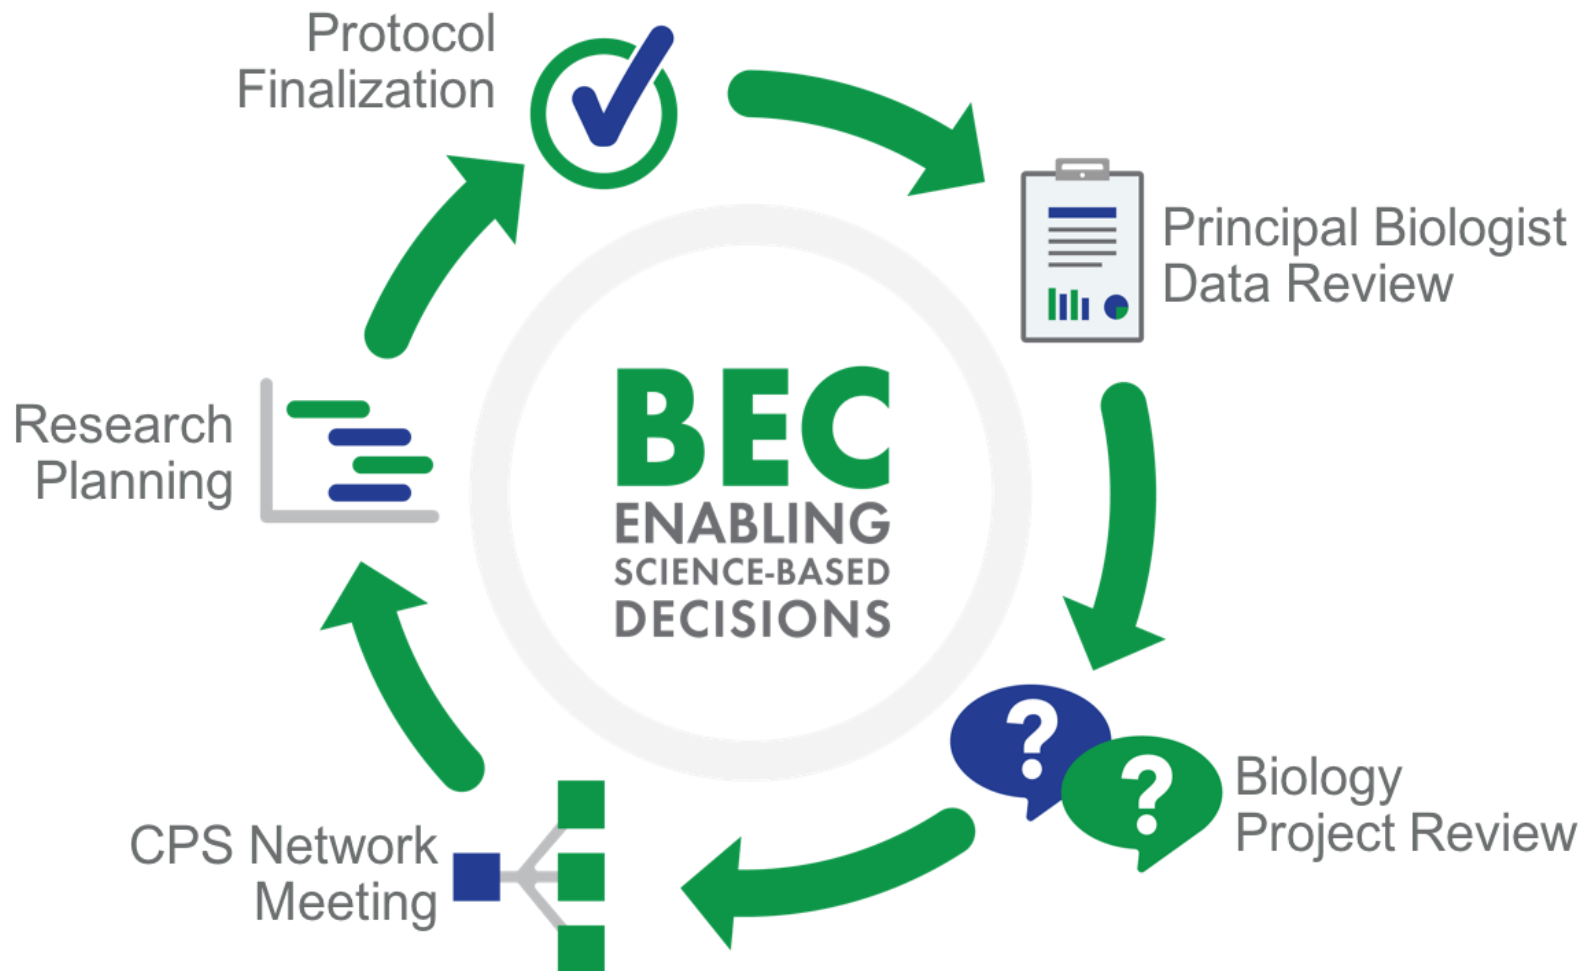 Protocol
Finalization
Principal Biologist
Data Review
Biology
Project Review
CPS Network
Meeting
Research
Planning
BEC
ENABLING
SCIENCE-BASED
DECISIONS
?
?